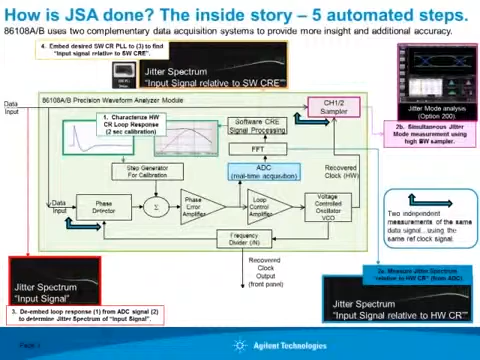 How is JSA done? The inside story – 5 automated steps.
86108A/B uses two complementary data acquisition systems to provide more insight and additional accuracy.
4. Embed desired SW CR PLL to (3) to find
"Input signal relative to SW CRE".
Jitter Spectrum
"Input Signal relative to SW CRE"
Jitter Mode analysis
(Option 200)
2b. Simultaneous Jitter
Mode measurement using
high BW sampler.
Data
Input
86108A/B Precision Waveform Analyzer Module
1. Characterize HW
CR Loop Response
(2 sec calibration)
Software CRE
Signal Processing
CH1/2
Sampler
FFT
Step Generator
For Calibration
ADC
(real-time acquisition)
Recovered
Clock (HW)
Data
Input
Phase
Detector
Σ
Phase
Error
Amplifier
Loop
Control
Amplifier
Voltage
Controlled
Oscillator
VCO
Frequency
Divider (/N)
Two independent
measurements of the same
data signal...using the
same ref clock signal.
Recovered
Clock
Output
(front panel)
Jitter Spectrum
"Input Signal"
3. De-embed loop response (1) from ADC signal (2)
to determine Jitter Spectrum of "Input Signal".
2a. Measure Jitter Spectrum
"relative to HW CR" (from ADC).
Jitter Spectrum
"Input Signal relative to HW CR"
Page
Agilent Technologies